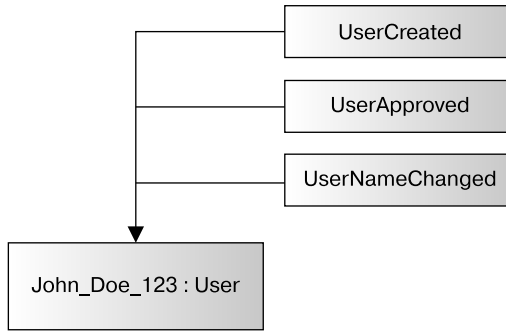 UserCreated
UserApproved
UserNameChanged
John_Doe_123 : User